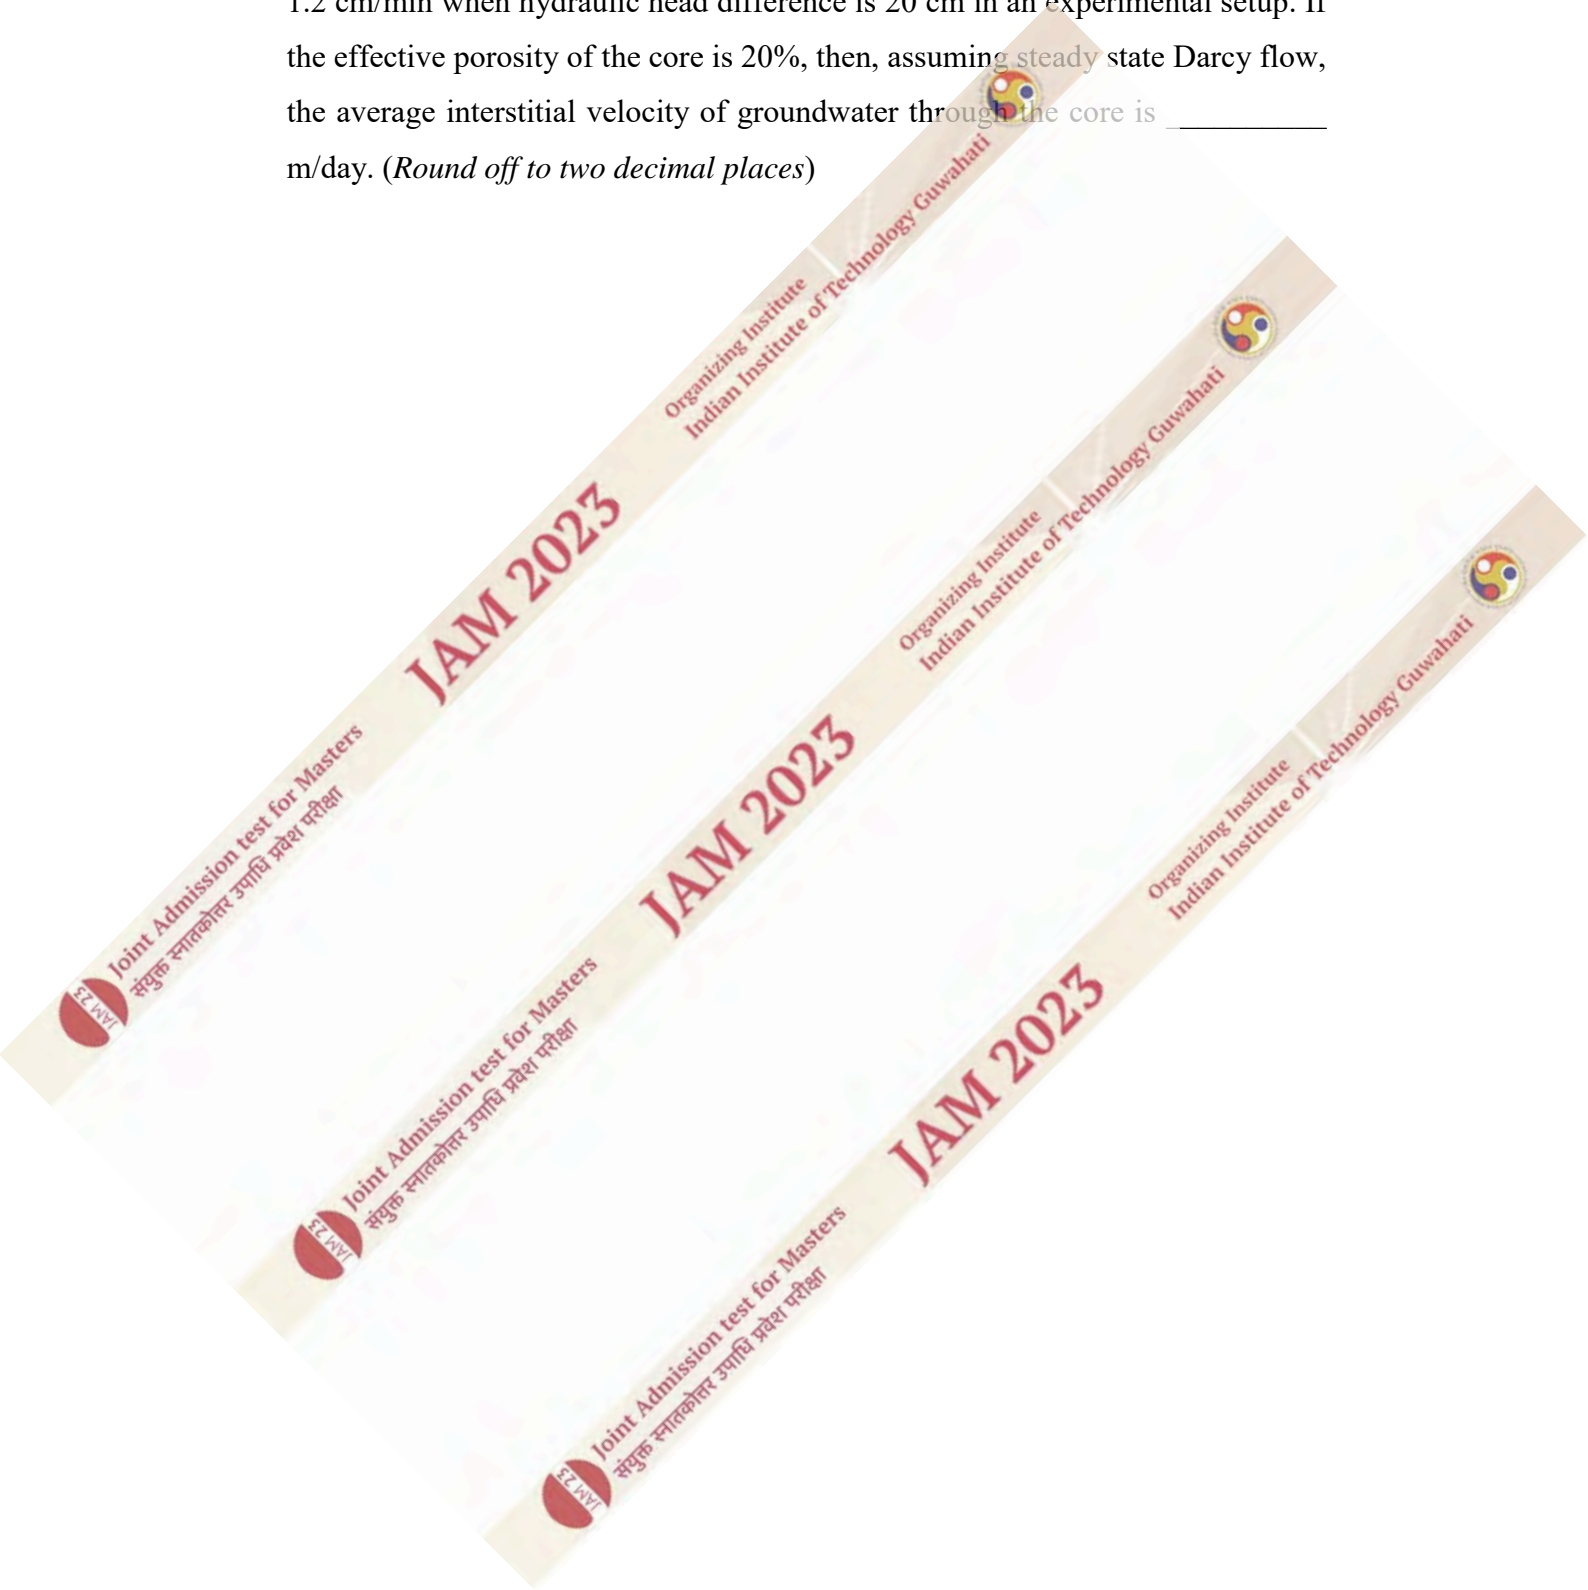 1.2 cm/min when hydraulic head difference is 20 cm in an experimental setup. If
the effective porosity of the core is 20%, then, assuming steady state Darcy flow,
the average interstitial velocity of groundwater through the core is __________
m/day. (Round off to two decimal places)
Organizing Institute
Indian Institute of Technology Guwahati
JAM 2023
Joint Admission test for Masters
संयुक्त स्नातकोत्तर उपाधि प्रवेश परीक्षा
JAM 23
Organizing Institute
Indian Institute of Technology Guwahati
JAM 2023
Joint Admission test for Masters
संयुक्त स्नातकोत्तर उपाधि प्रवेश परीक्षा
JAM 23
Organizing Institute
Indian Institute of Technology Guwahati
JAM 2023
Joint Admission test for Masters
संयुक्त स्नातकोत्तर उपाधि प्रवेश परीक्षा
JAM 23